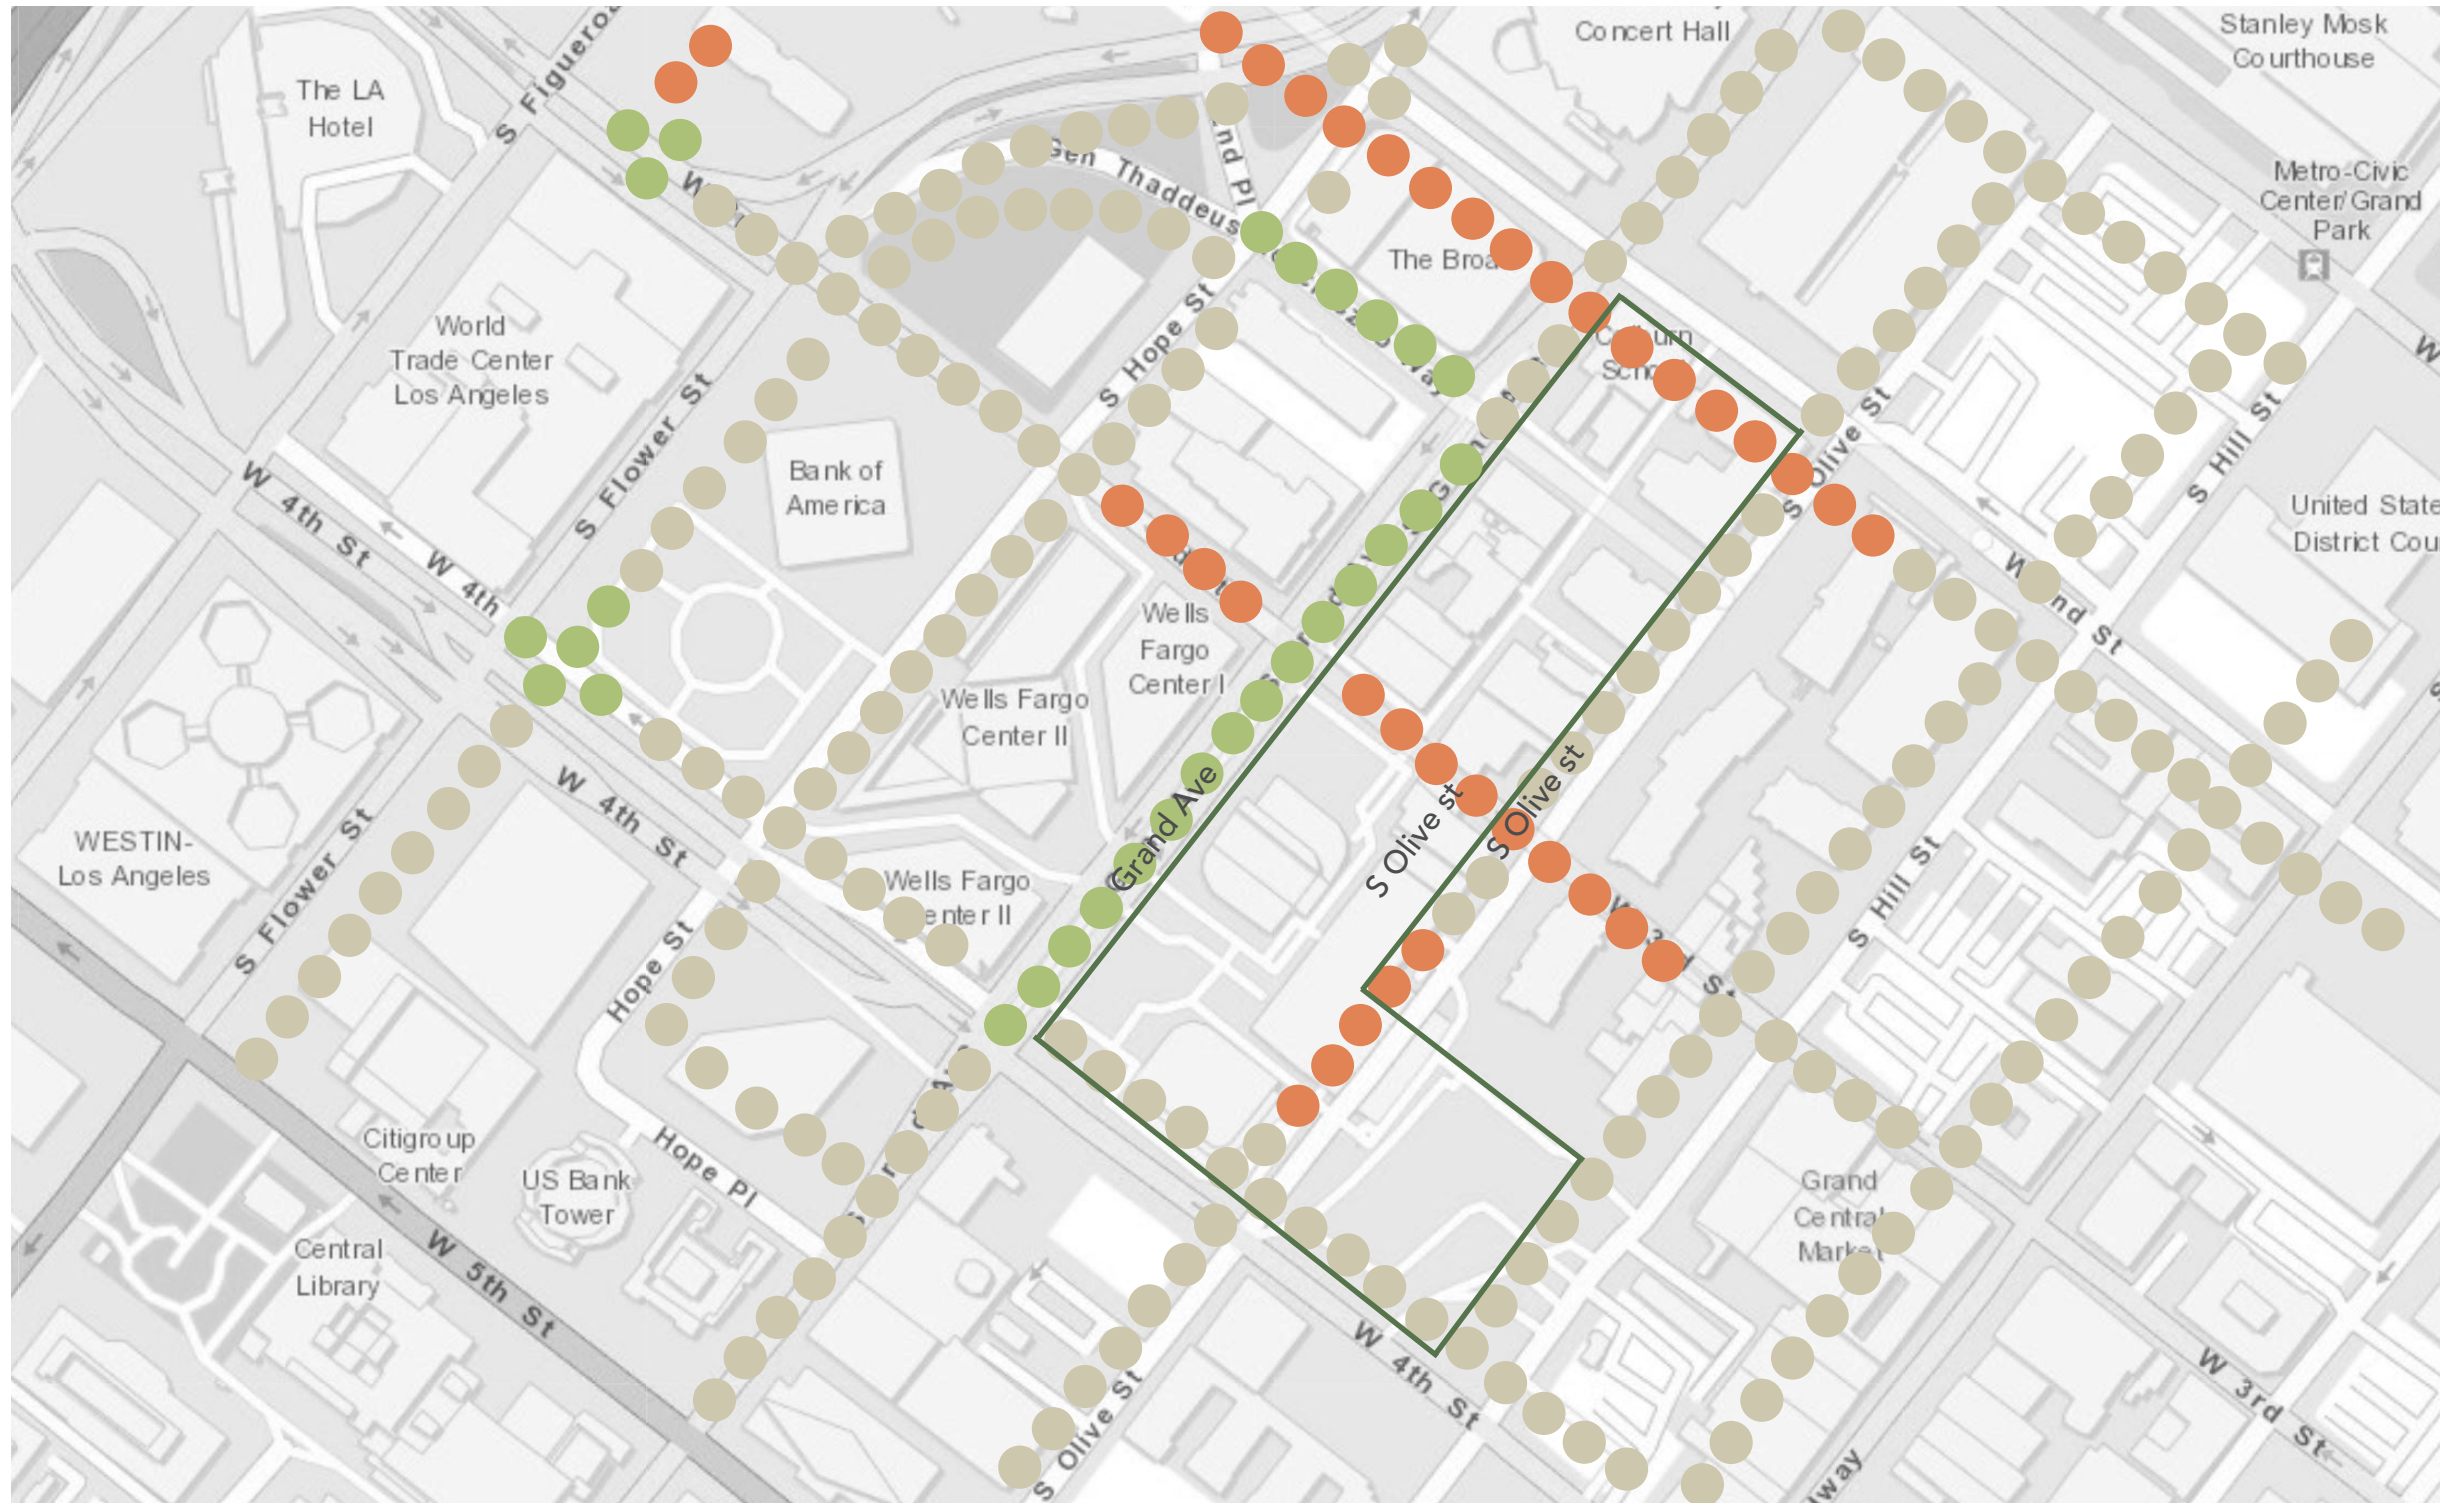 Concert Hall
Stanley Mosk
Courthouse
The LA
Hotel
S Figueroa
Gen Thaddeus
Metro-Civic
Center/Grand
Park
The Broa
World
Trade Center
Los Angeles
S Hope St
S Flower St
S Olive St
S Hill St
Bank of
America
W 4th St
W 4th
United State
District Cou
W 2nd St
Wells
Fargo
Center I
Wells Fargo
Center II
S Olive st
S Olive st
Grand Ave
WESTIN-
Los Angeles
W 4th St
S Flower St
Wells Fargo
enter II
S Hill St
Hope St
Citigroup
Center
US Bank
Tower
Hope Pl
Grand
Central
Market
Central
Library
W 5th St
W 4th St
S Olive St
W 3rd St